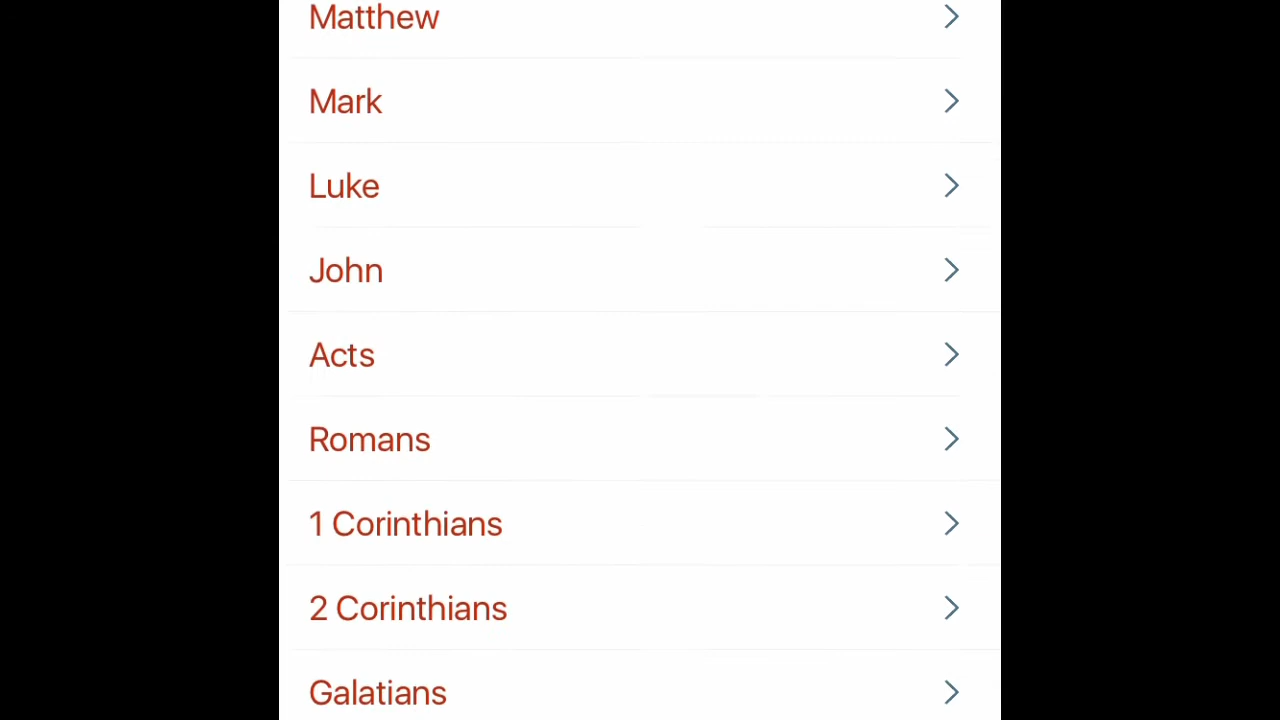 Matthew
Mark
Luke
John
Acts
Romans
1 Corinthians
2 Corinthians
Galatians